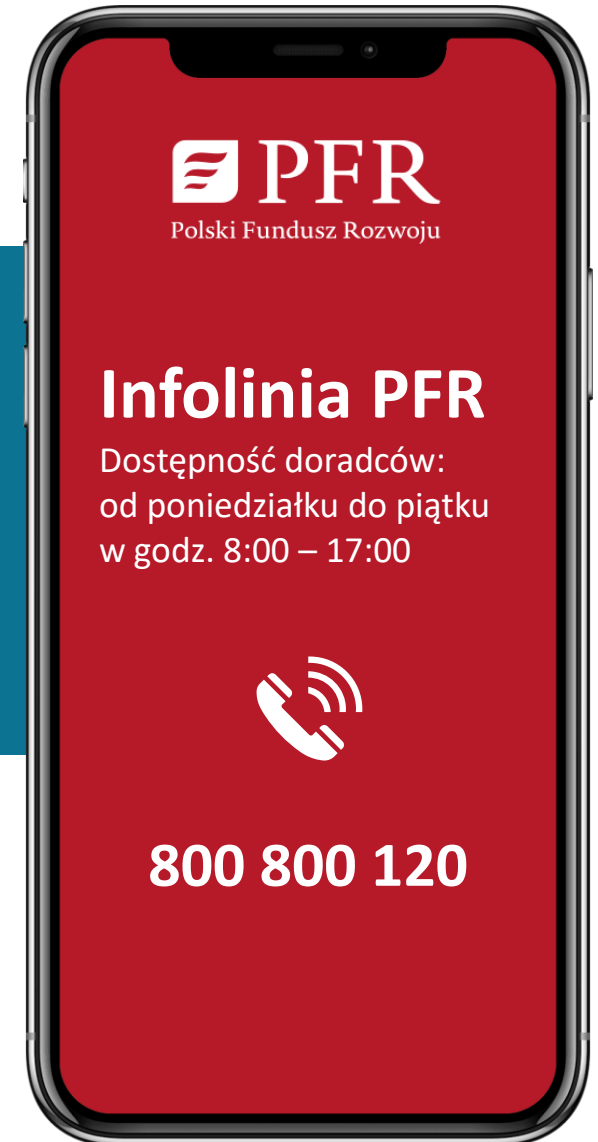 PFR
Polski Fundusz Rozwoju
Infolinia PFR
Dostępność doradców:
od poniedziałku do piątku
w godz. 8:00 – 17:00
800 800 120